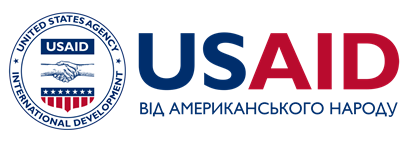 UNITED STATES AGENCY
USAID
INTERNATIONAL DEVELOPMENT
USAID
ВІД АМЕРИКАНСЬКОГО НАРОДУ